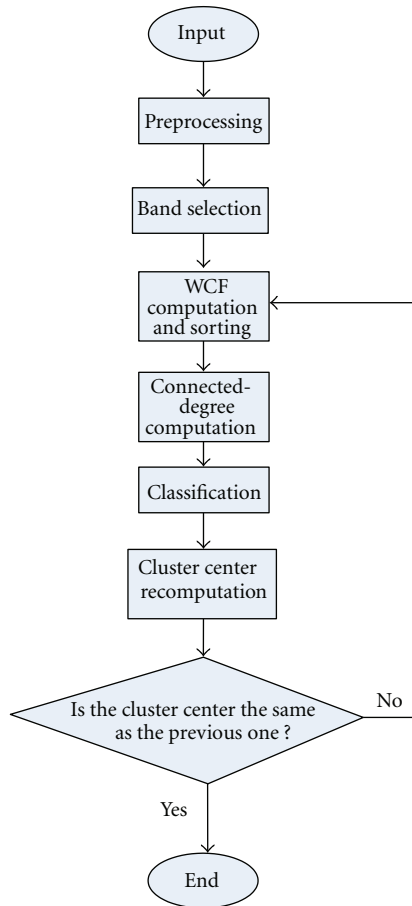 Input
Preprocessing
Band selection
WCF
computation
and sorting
Connected-
degree
computation
Classification
Cluster center
recomputation
Is the cluster center the same
as the previous one ?
No
Yes
End